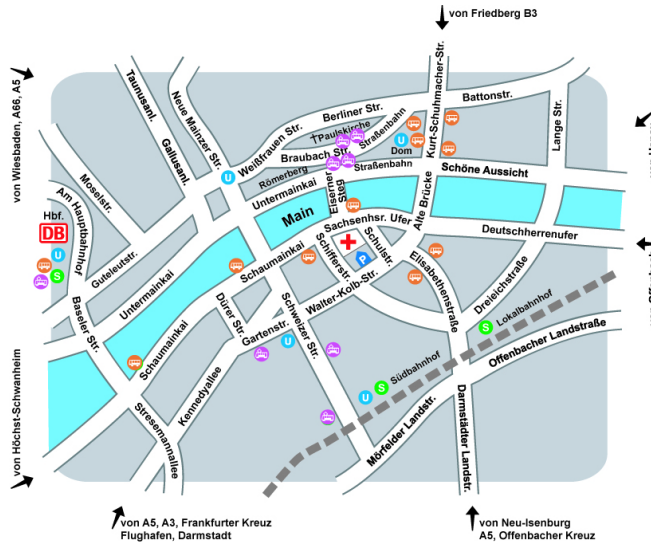 von Friedberg B3
von Wiesbaden, A66, A5
Taunusanl.
Gallusanl.
Neue Mainzer Str.
Weißfrauen Str.
Berliner Str.
Battonstr.
Kurt-Schuhmacher-Str.
Lange Str.
Paulskirche
Straßenbahn
U
Dom
Braubach Str.
Römerberg
Straßenbahn
Schöne Aussicht
U
Moselstr.
Am Hauptbahnhof
Hbf.
DB
U
S
Untermainkai
Eiserner
Steg
Main
Alte Brücke
Sachsenhsr. Ufer
Deutschherrenufer
Guteleutstr.
Untermainkai
Schaumainkai
Schifferstr.
Schulstr.
P
Elisabethenstraße
Dreleichstraße
Baseler Str.
Dürer Str.
Walter-Kolb-Str.
Gartenstr.
U
Schweizer Str.
Schaumainkai
S
Lokalbahnhof
Offenbacher Landstraße
Südbahnhof
U
S
Kennedyallee
Stresemannallee
Mörfelder Landstr.
Darmstädter Landstr.
von Höchst-Schwanheim
von A5, A3, Frankfurter Kreuz
Flughafen, Darmstadt
von Neu-Isenburg
A5, Offenbacher Kreuz